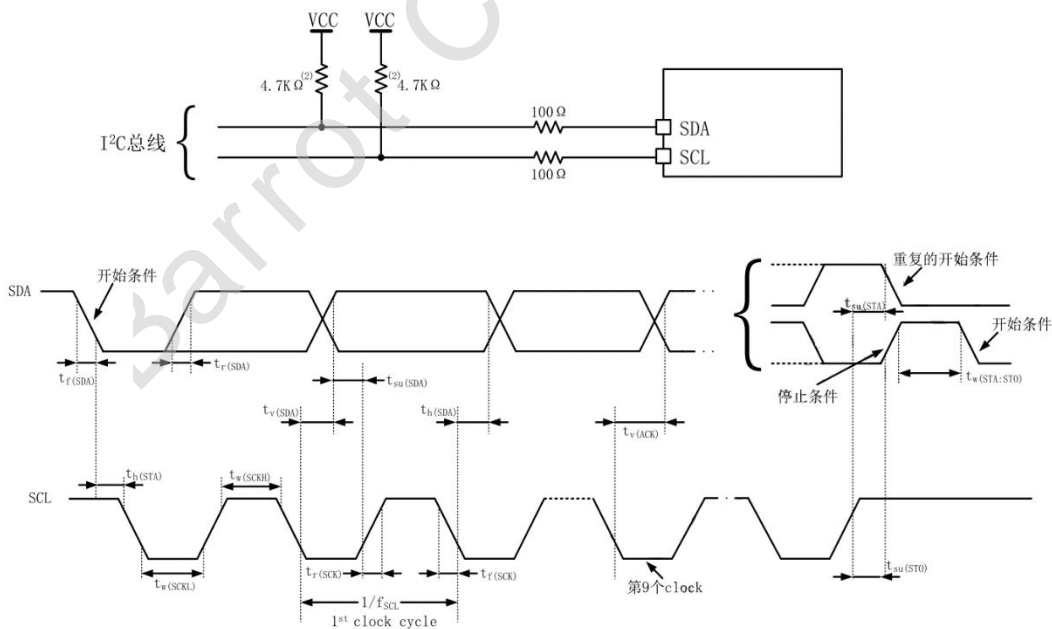 VCC VCC
4.7KΩ(2) (2)4.7KΩ
100Ω
I²C总线
SDA
SCL
100Ω
Barrot C
开始条件
SDA
重复的开始条件
tsu(STA)
开始条件
tf(SDA)
tr(SDA)
tsu(SDA)
停止条件
tw(STA:STO)
tv(SDA)
th(SDA)
tv(ACK)
th(STA)
tw(SCKH)
SCL
tw(SCKL)
tr(SCK)
tf(SCK)
第9个clock
tsu(STO)
1/fSCL
1st clock cycle